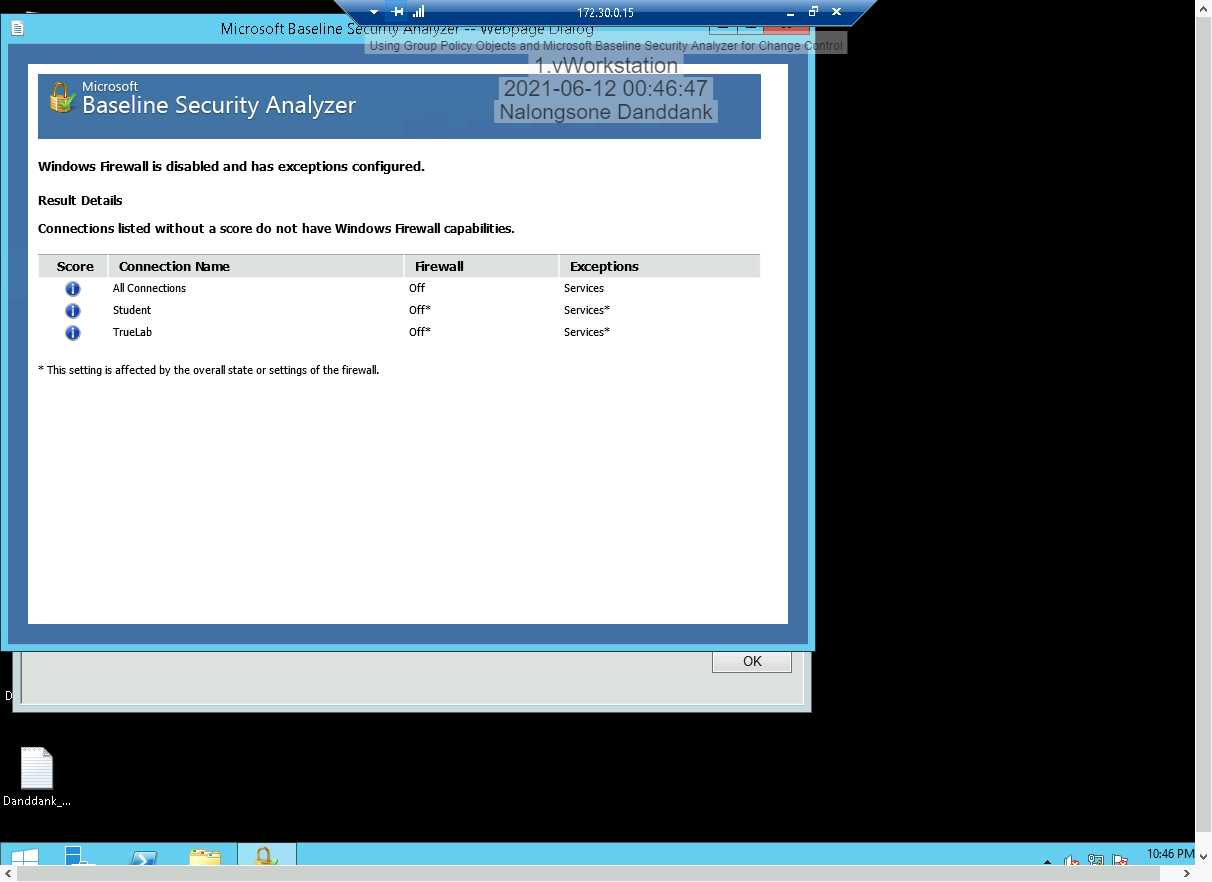 172.30.0.15
Microsoft Baseline Security Analyzer -- Webpage Dialog
Using Group Policy Objects and Microsoft Baseline Security Analyzer for Change Control
1.vWorkstation
2021-06-12 00:46:47
Nalongsone Danddank
Microsoft
Baseline Security Analyzer
Windows Firewall is disabled and has exceptions configured.
Result Details
Connections listed without a score do not have Windows Firewall capabilities.
Score Connection Name Firewall Exceptions
All Connections Off Services
Student Off* Services*
TrueLab Off* Services*
* This setting is affected by the overall state or settings of the firewall.
OK
D
Danddank_...
10:46 PM